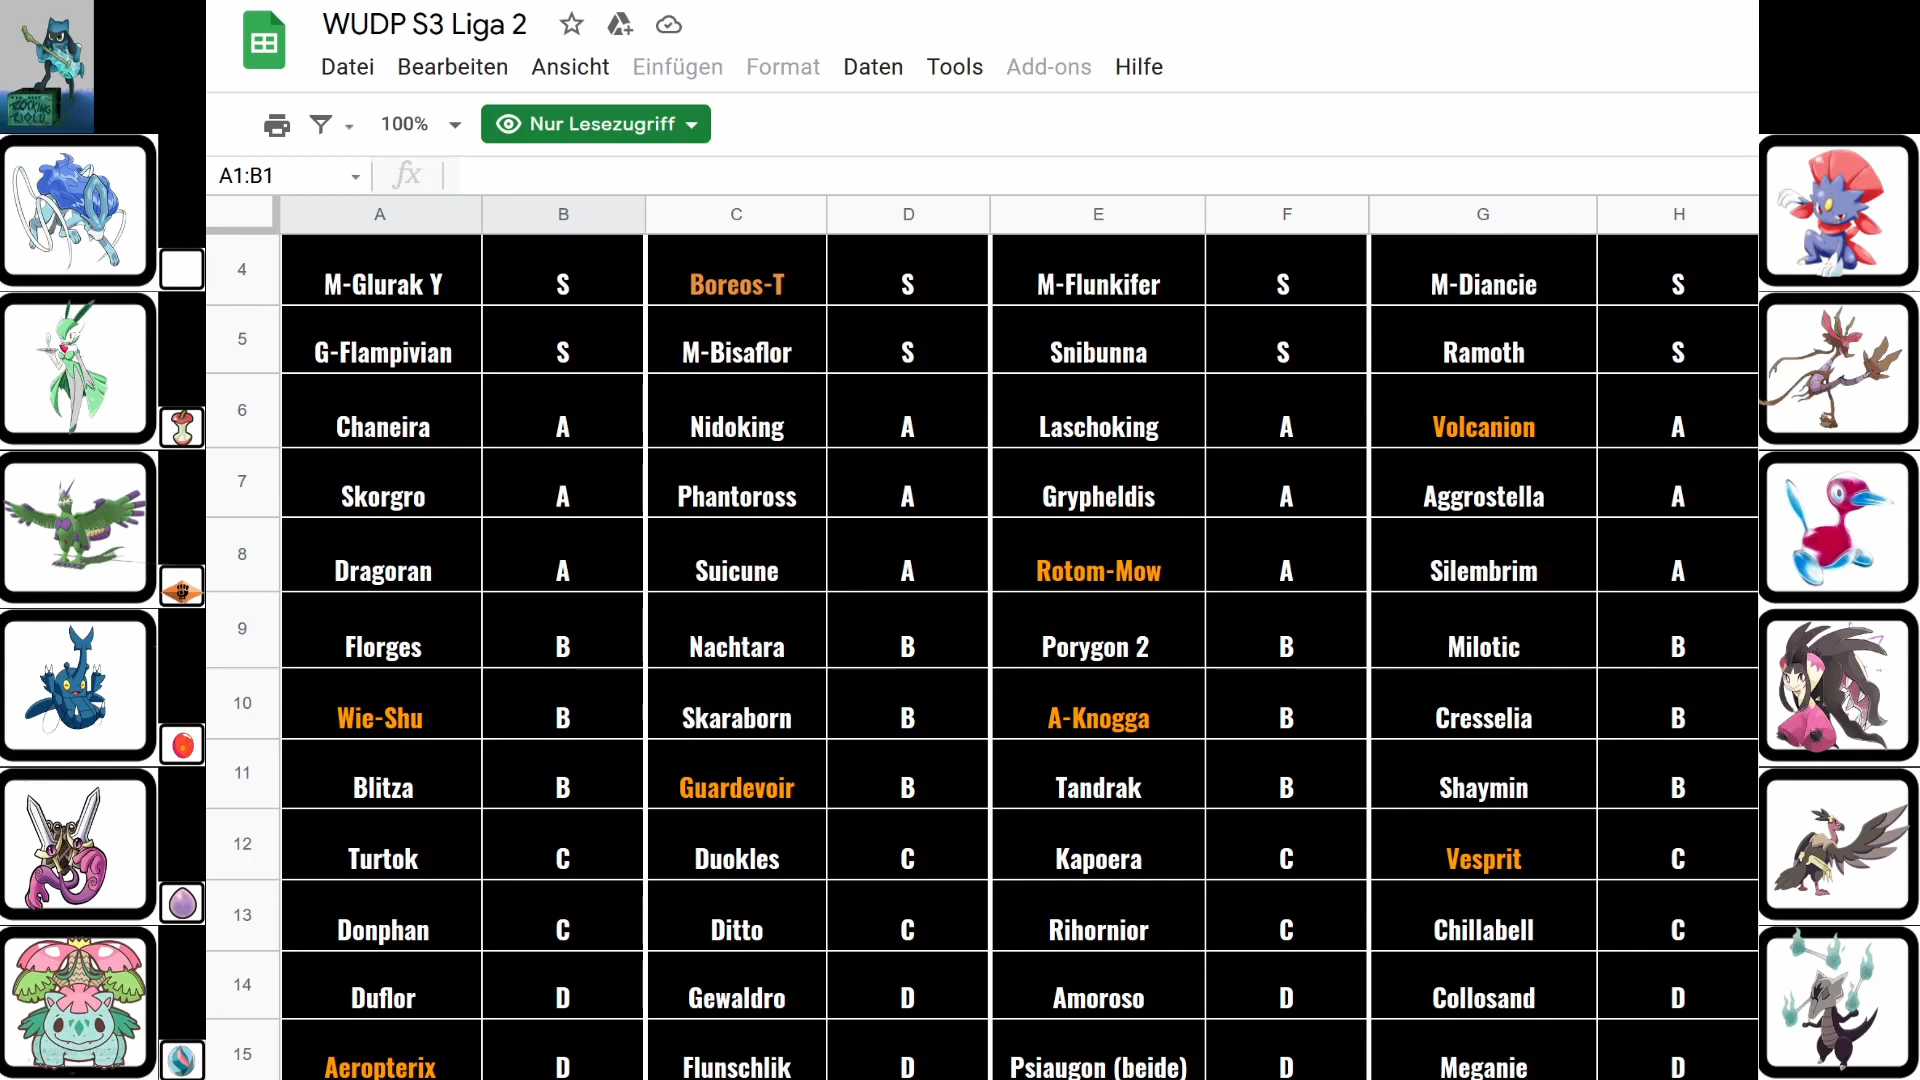 WUDP S3 Liga 2
Datei Bearbeiten Ansicht Einfügen Format Daten Tools Add-ons Hilfe
100% Nur Lesezugriff
A1:B1 fx
A B C D E F G H
4 M-Glurak Y S Boreos-T S M-Flunkifer S M-Diancie S
5 G-Flampivian S M-Bisaflor S Snibunna S Ramoth S
6 Chaneira A Nidoking A Laschoking A Volcanion A
7 Skorgro A Phantoross A Grypheldis A Aggrostella A
8 Dragoran A Suicune A Rotom-Mow A Silembrim A
9 Florges B Nachtara B Porygon 2 B Milotic B
10 Wie-Shu B Skaraborn B A-Knogga B Cresselia B
11 Blitza B Guardevoir B Tandrak B Shaymin B
12 Turtok C Duokles C Kapoera C Vesprit C
13 Donphan C Ditto C Rihornior C Chillabell C
14 Duflor D Gewaldro D Amoroso D Collosand D
15 Aeropterix D Flunschlik D Psiaugon (beide) D Meganie D
ROCKING
RIOLU